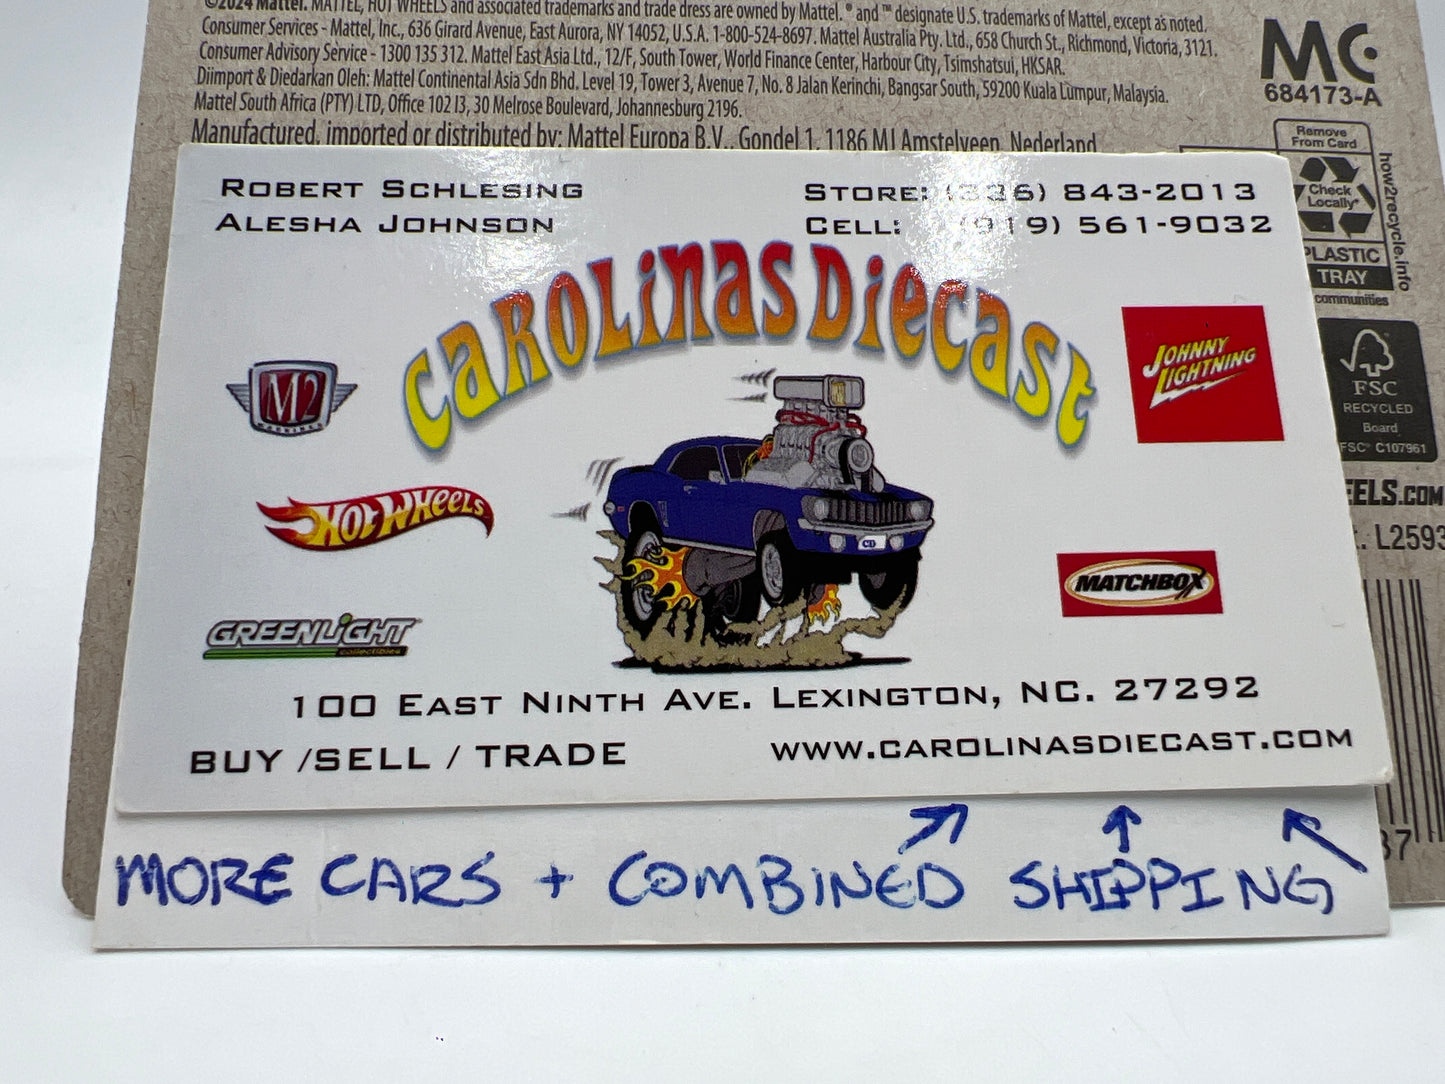 ©2024 Mattel. MATTEL, HOT WHEELS and associated trademarks and trade dress are owned by Mattel. ® and ™ designate U.S. trademarks of Mattel, except as noted.
Consumer Services - Mattel, Inc., 636 Girard Avenue, East Aurora, NY 14052, U.S.A. 1-800-524-8697. Mattel Australia Pty. Ltd., 658 Church St., Richmond, Victoria, 3121.
Consumer Advisory Service - 1300 135 312. Mattel East Asia Ltd., 12/F, South Tower, World Finance Center, Harbour City, Tsimshatsui, HKSAR.
Diimport & Diedarkan Oleh: Mattel Continental Asia Sdn Bhd. Level 19, Tower 3, Avenue 7, No. 8 Jalan Kerinchi, Bangsar South, 59200 Kuala Lumpur, Malaysia.
Mattel South Africa (PTY) LTD, Office 102 I3, 30 Melrose Boulevard, Johannesburg 2196.
Manufactured, imported or distributed by: Mattel Europa B.V., Gondel 1, 1186 MJ Amstelveen, Nederland
MC
684173-A
Remove
From Card
Check
Locally*
PLASTIC
TRAY
communities
how2recycle.info
FSC
RECYCLED
Board
FSC® C107961
EELS.COM
L2593
37
ROBERT SCHLESING
ALESHA JOHNSON
STORE: (336) 843-2013
CELL: (919) 561-9032
CAROLINAS DIECAST
M2
MACHINES
HOT WHEELS
GREENLIGHT
collectibles
JOHNNY
LIGHTNING
MATCHBOX
CD
100 EAST NINTH AVE. LEXINGTON, NC. 27292
BUY /SELL / TRADE
WWW.CAROLINASDIECAST.COM
MORE CARS + COMBINED SHIPPING